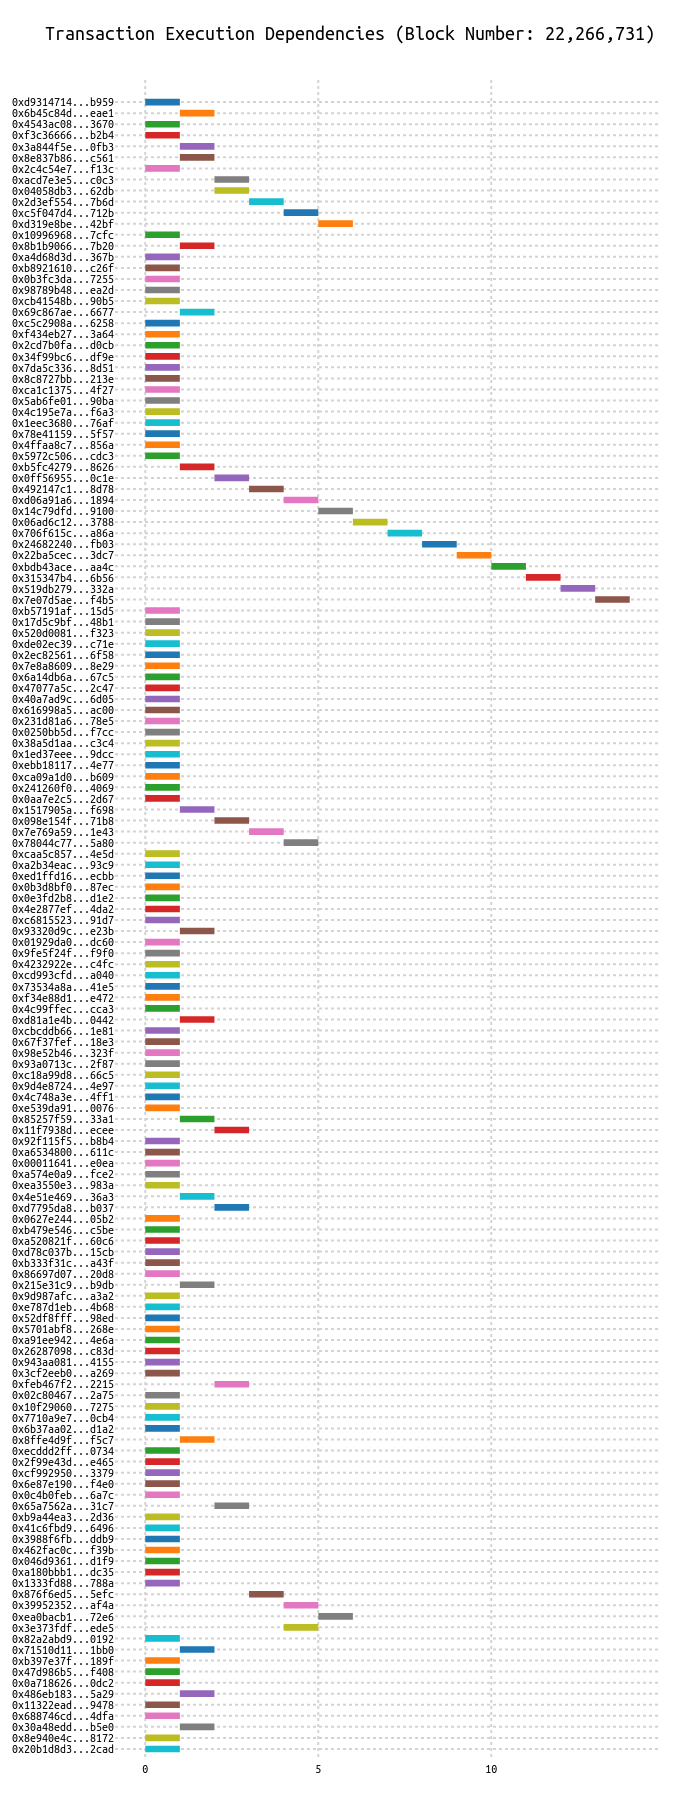 Transaction Execution Dependencies (Block Number: 22,266,731)
0xd9314714...b959
0x6b45c84d...eae1
0x4543ac08...3670
0xf3c36666...b2b4
0x3a844f5e...0fb3
0x8e837b86...c561
0x2c4c54e7...f13c
0xacd7e3e5...c0c3
0x04058db3...62db
0x2d3ef554...7b6d
0xc5f047d4...712b
0xd319e8be...42bf
0x10996968...7cfc
0x8b1b9066...7b20
0xa4d68d3d...367b
0xb8921610...c26f
0x0b3fc3da...7255
0x98789b48...ea2d
0xcb41548b...90b5
0x69c867ae...6677
0xc5c2908a...6258
0xf434eb27...3a64
0x2cd7b0fa...d0cb
0x34f99bc6...df9e
0x7da5c336...8d51
0x8c8727bb...213e
0xca1c1375...4f27
0x5ab6fe01...90ba
0x4c195e7a...f6a3
0x1eec3680...76af
0x78e41159...5f57
0x4ffaa8c7...856a
0x5972c506...cdc3
0xb5fc4279...8626
0x0ff56955...0c1e
0x492147c1...8d78
0xd06a91a6...1894
0x14c79dfd...9100
0x06ad6c12...3788
0x706f615c...a86a
0x24682240...fb03
0x22ba5cec...3dc7
0xbdb43ace...aa4c
0x315347b4...6b56
0x519db279...332a
0x7e07d5ae...f4b5
0xb57191af...15d5
0x17d5c9bf...48b1
0x520d0081...f323
0xde02ec39...c71e
0x2ec82561...6f58
0x7e8a8609...8e29
0x6a14db6a...67c5
0x47077a5c...2c47
0x40a7ad9c...6d05
0x616998a5...ac00
0x231d81a6...78e5
0x0250bb5d...f7cc
0x38a5d1aa...c3c4
0x1ed37eee...9dcc
0xebb18117...4e77
0xca09a1d0...b609
0x241260f0...4069
0x0aa7e2c5...2d67
0x1517905a...f698
0x098e154f...71b8
0x7e769a59...1e43
0x78044c77...5a80
0xcaa5c857...4e5d
0xa2b34eac...93c9
0xed1ffd16...ecbb
0x0b3d8bf0...87ec
0x0e3fd2b8...d1e2
0x4e2877ef...4da2
0xc6815523...91d7
0x93320d9c...e23b
0x01929da0...dc60
0x9fe5f24f...f9f0
0x4232922e...c4fc
0xcd993cfd...a040
0x73534a8a...41e5
0xf34e88d1...e472
0x4c99ffec...cca3
0xd81a1e4b...0442
0xcbcddb66...1e81
0x67f37fef...18e3
0x98e52b46...323f
0x93a0713c...2f87
0xc18a99d8...66c5
0x9d4e8724...4e97
0x4c748a3e...4ff1
0xe539da91...0076
0x85257f59...33a1
0x11f7938d...ecee
0x92f115f5...b8b4
0xa6534800...611c
0x00011641...e0ea
0xa574e0a9...fce2
0xea3550e3...983a
0x4e51e469...36a3
0xd7795da8...b037
0x0627e244...05b2
0xb479e546...c5be
0xa520821f...60c6
0xd78c037b...15cb
0xb333f31c...a43f
0x86697d07...20d8
0x215e31c9...b9db
0x9d987afc...a3a2
0xe787d1eb...4b68
0x52df8fff...98ed
0x5701abf8...268e
0xa91ee942...4e6a
0x26287098...c83d
0x943aa081...4155
0x3cf2eeb0...a269
0xfeb467f2...2215
0x02c80467...2a75
0x10f29060...7275
0x7710a9e7...0cb4
0x6b37aa02...d1a2
0x8ffe4d9f...f5c7
0xecddd2ff...0734
0x2f99e43d...e465
0xcf992950...3379
0x6e87e190...f4e0
0x0c4b0feb...6a7c
0x65a7562a...31c7
0xb9a44ea3...2d36
0x41c6fbd9...6496
0x3988f6fb...ddb9
0x462fac0c...f39b
0x046d9361...d1f9
0xa180bbb1...dc35
0x1333fd88...788a
0x876f6ed5...5efc
0x39952352...af4a
0xea0bacb1...72e6
0x3e373fdf...ede5
0x82a2abd9...0192
0x71510d11...1bb0
0xb397e37f...189f
0x47d986b5...f408
0x0a718626...0dc2
0x486eb183...5a29
0x11322ead...9478
0x688746cd...4dfa
0x30a48edd...b5e0
0x8e940e4c...8172
0x20b1d8d3...2cad
0 5 10